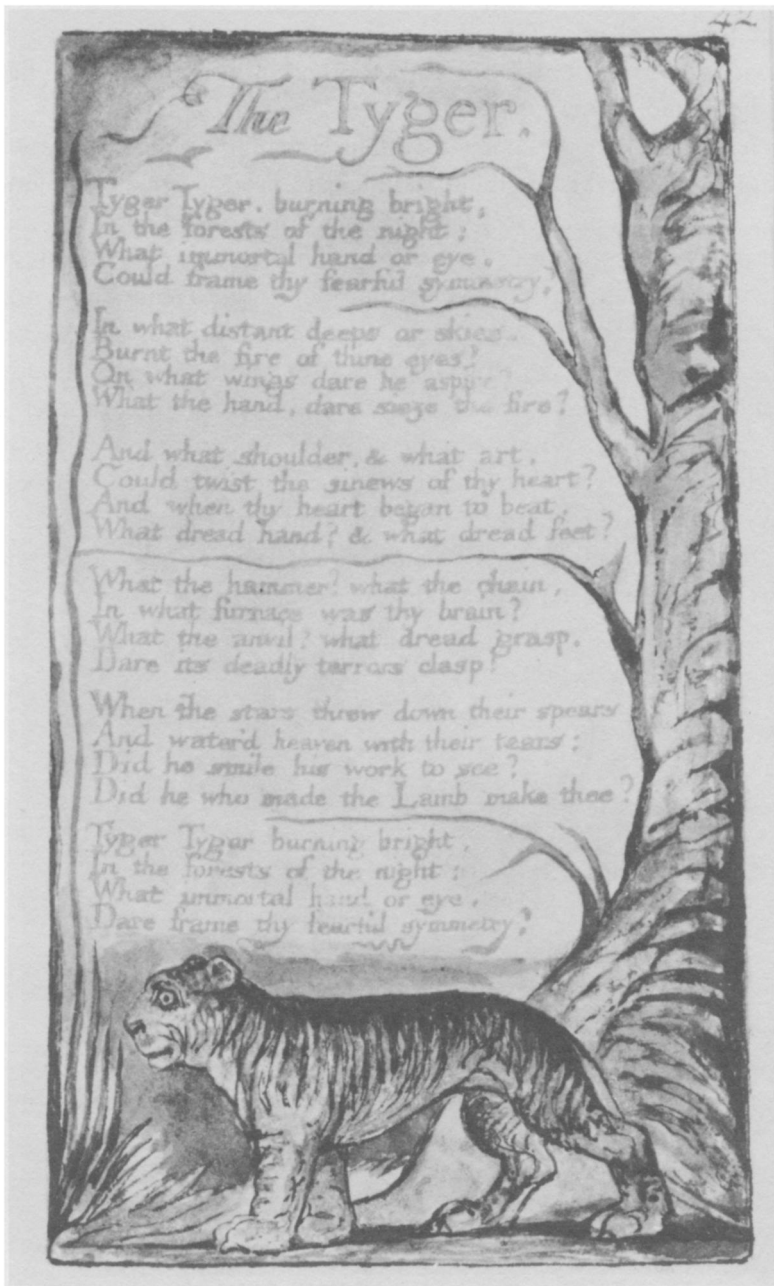 42
The Tyger.
Tyger Tyger. burning bright,
In the forests of the night;
What immortal hand or eye.
Could frame thy fearful symmetry?
In what distant deeps or skies.
Burnt the fire of thine eyes?
On what wings dare he aspire?
What the hand, dare sieze the fire?
And what shoulder, & what art,
Could twist the sinews of thy heart?
And when thy heart began to beat,
What dread hand? & what dread feet?
What the hammer? what the chain,
In what furnace was thy brain?
What the anvil? what dread grasp,
Dare its deadly terrors clasp!
When the stars threw down their spears
And water'd heaven with their tears:
Did he smile his work to see?
Did he who made the Lamb make thee?
Tyger Tyger burning bright,
In the forests of the night:
What immortal hand or eye,
Dare frame thy fearful symmetry?